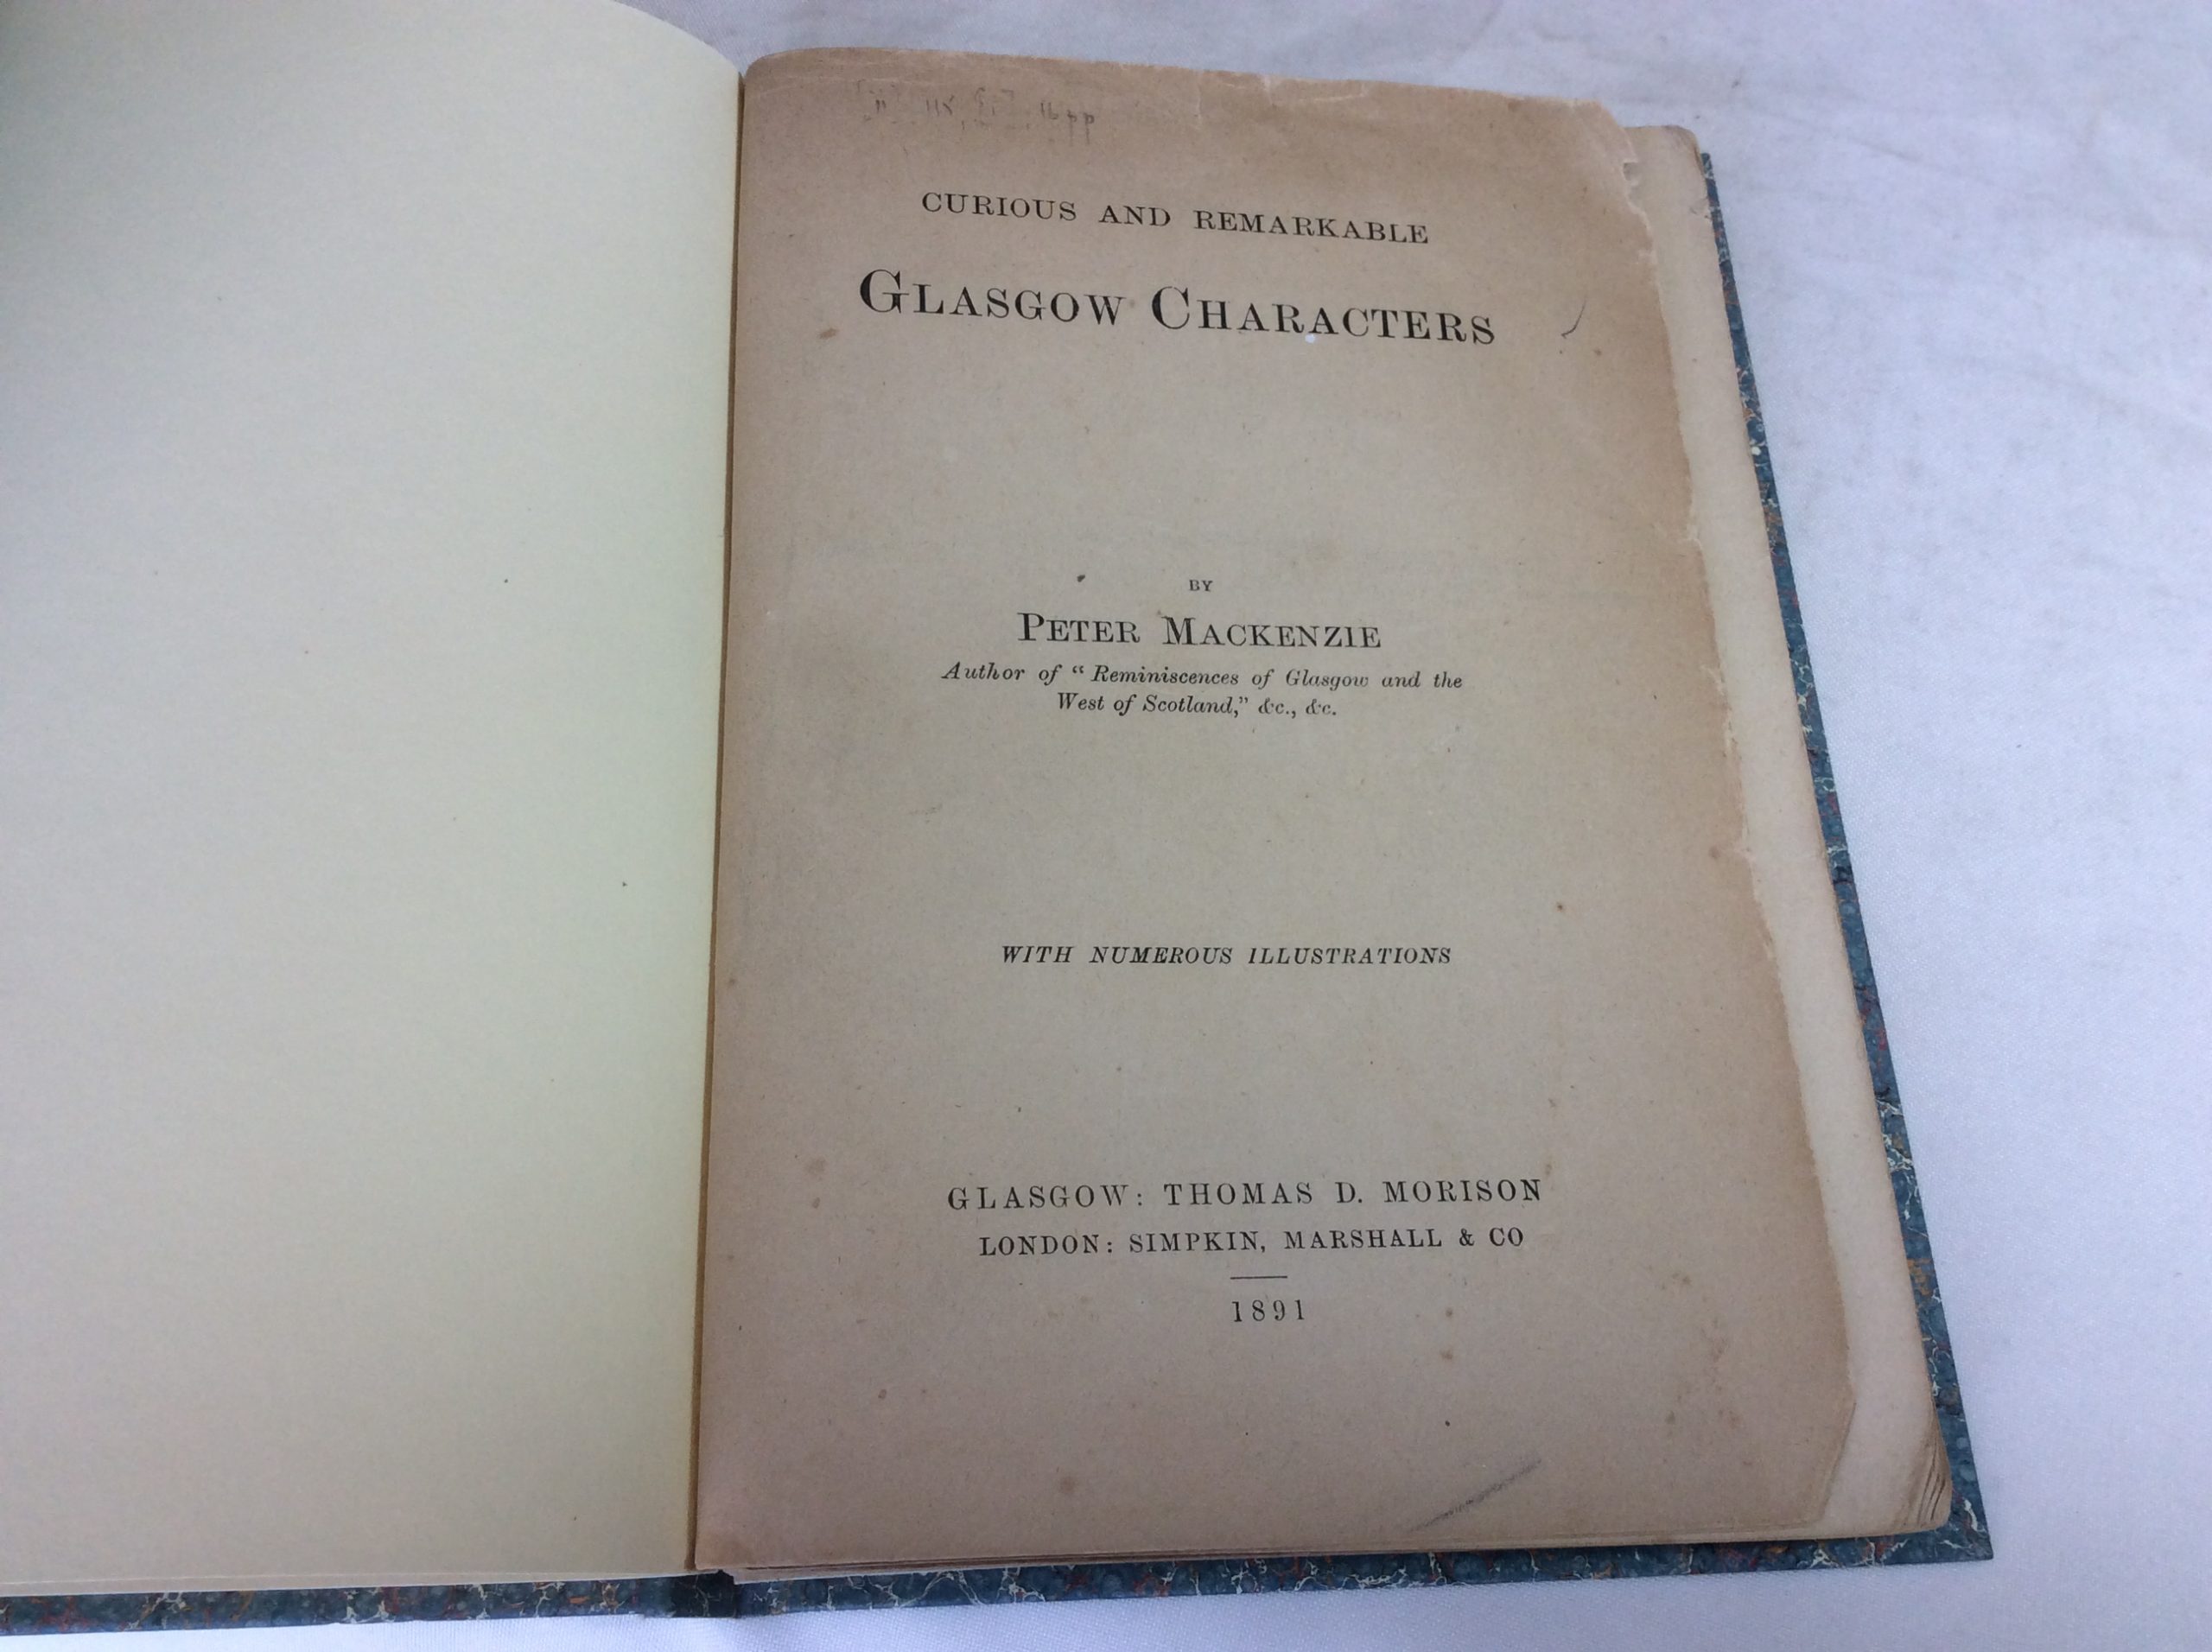 CURIOUS AND REMARKABLE
GLASGOW CHARACTERS
BY
PETER MACKENZIE
Author of “ Reminiscences of Glasgow and the
West of Scotland,” &c., &c.
WITH NUMEROUS ILLUSTRATIONS
GLASGOW: THOMAS D. MORISON
LONDON: SIMPKIN, MARSHALL & CO
1891